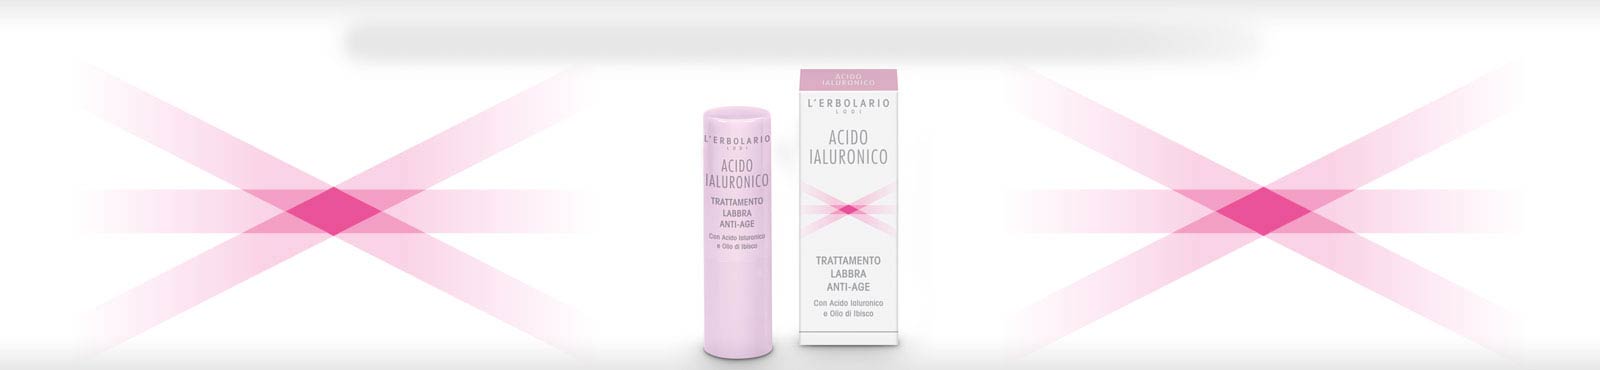 L'ERBOLARIO
LODI
ACIDO
IALURONICO
TRATTAMENTO
LABBRA
ANTI-AGE
Con Acido Ialuronico
e Olio di Ibisco
ACIDO
IALURONICO
L'ERBOLARIO
LODI
ACIDO
IALURONICO
TRATTAMENTO
LABBRA
ANTI-AGE
Con Acido Ialuronico
e Olio di Ibisco